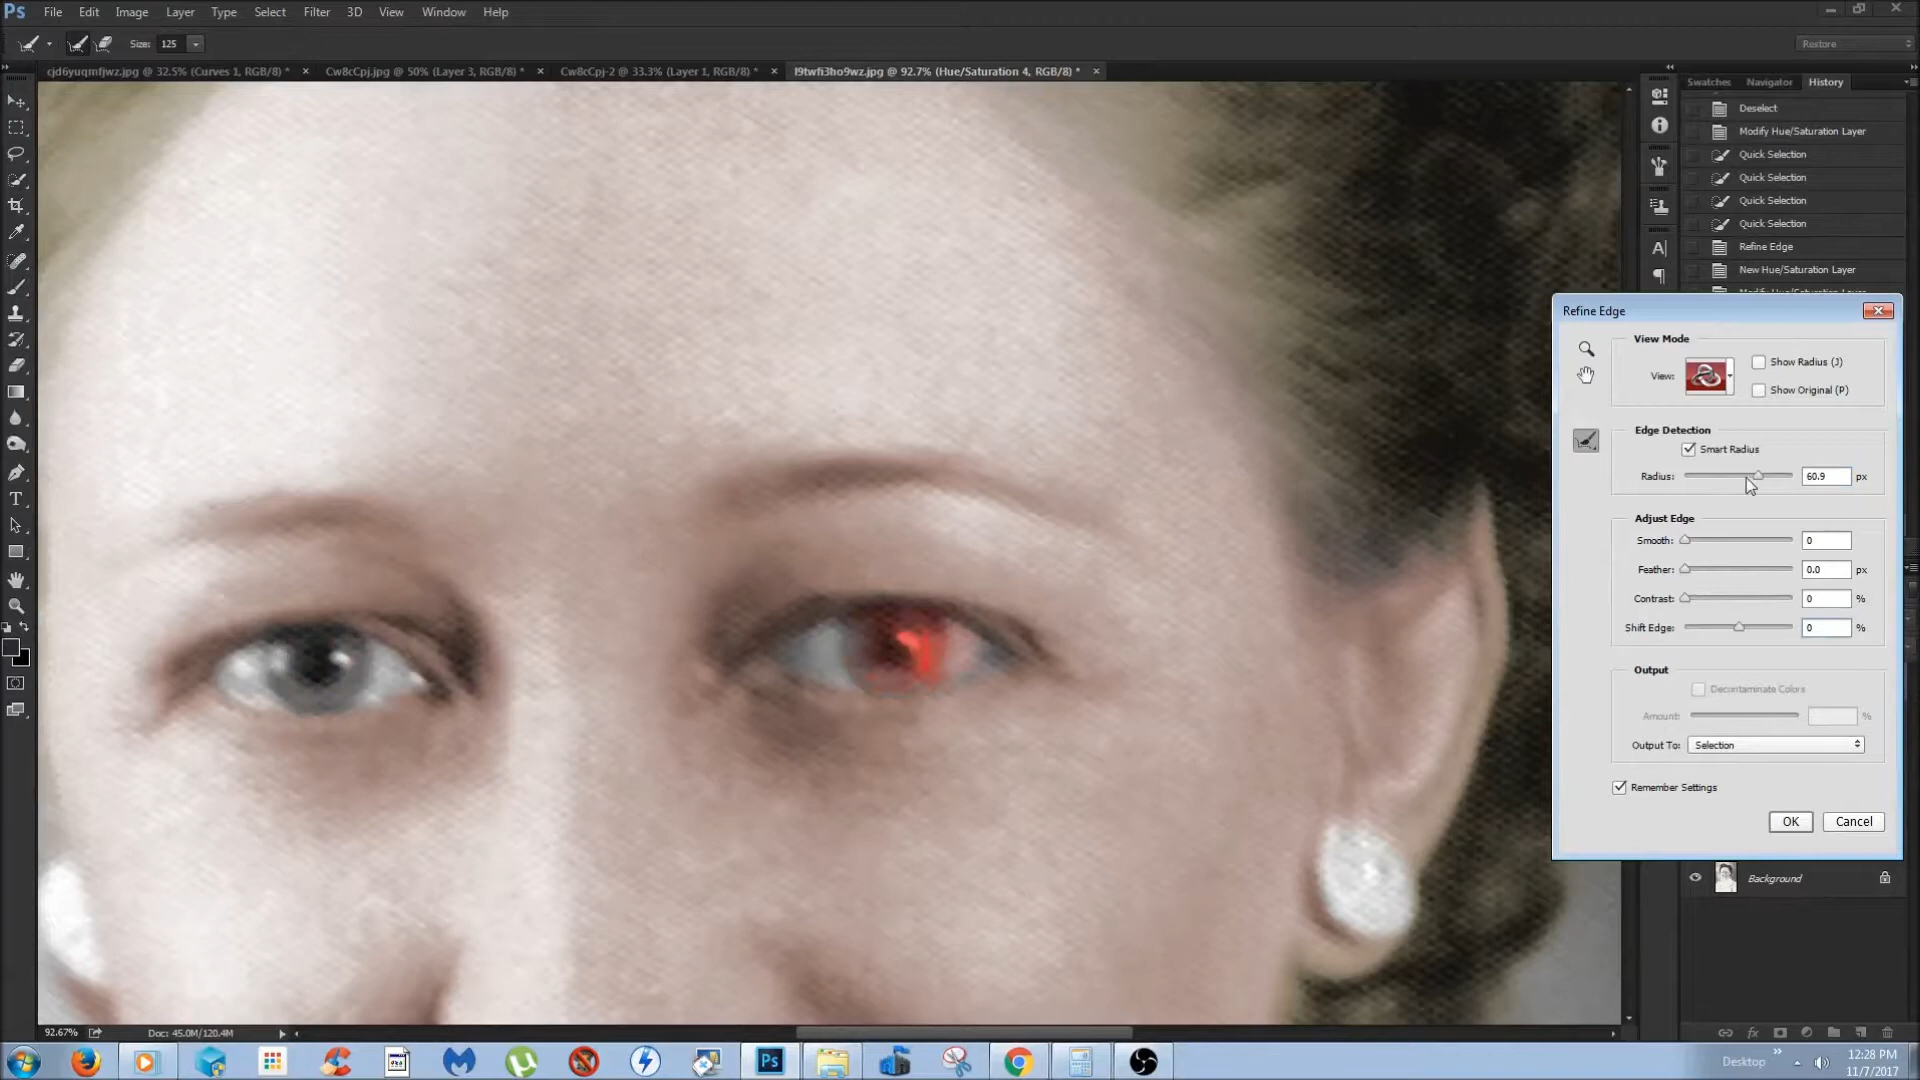 Ps File Edit Image Layer Type Select Filter 3D View Window Help
Size: 125
Restore
cjd6yuqmfjwz.jpg @ 32.5% (Curves 1, RGB/8) *
Cw8cCpj.jpg @ 50% (Layer 3, RGB/8) *
Cw8cCpj-2 @ 33.3% (Layer 1, RGB/8) *
l9twfi3ho9wz.jpg @ 92.7% (Hue/Saturation 4, RGB/8) *
Swatches Navigator History
Deselect
Modify Hue/Saturation Layer
Quick Selection
Quick Selection
Quick Selection
Quick Selection
Refine Edge
New Hue/Saturation Layer
Modify Hue/Saturation Layer
Refine Edge
View Mode
View:
Show Radius (J)
Show Original (P)
Edge Detection
Smart Radius
Radius: 60.9 px
Adjust Edge
Smooth: 0
Feather: 0.0 px
Contrast: 0 %
Shift Edge: 0 %
Output
Decontaminate Colors
Amount: %
Output To: Selection
Remember Settings
OK Cancel
Background
92.67% Doc: 45.0M/120.4M
fx
Ps
Desktop
12:28 PM
11/7/2017